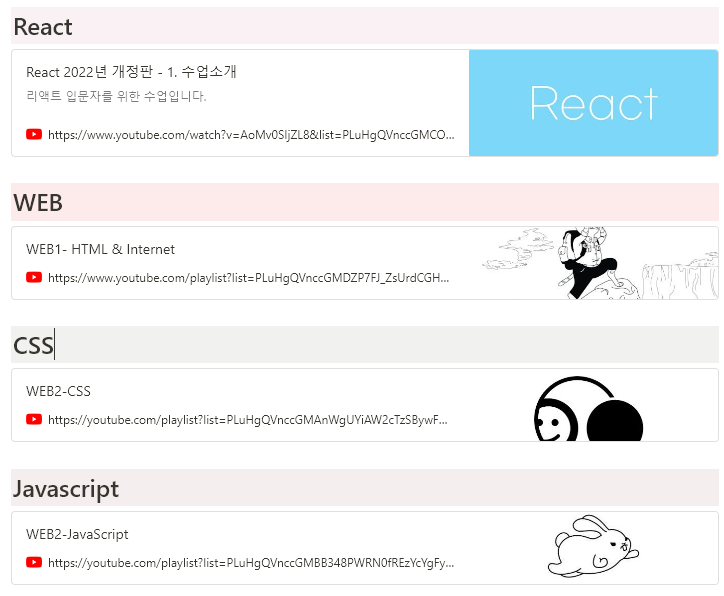 React
React 2022년 개정판 - 1. 수업소개
리액트 입문자를 위한 수업입니다.
https://www.youtube.com/watch?v=AoMv0SljZL8&list=PLuHgQVnccGMCO...
React
WEB
WEB1- HTML & Internet
https://www.youtube.com/playlist?list=PLuHgQVnccGMDZP7FJ_ZsUrdCGH...
CSS
WEB2-CSS
https://youtube.com/playlist?list=PLuHgQVnccGMAnWgUYiAW2cTzSBywF...
Javascript
WEB2-JavaScript
https://youtube.com/playlist?list=PLuHgQVnccGMBB348PWRN0fREzYcYgFy...